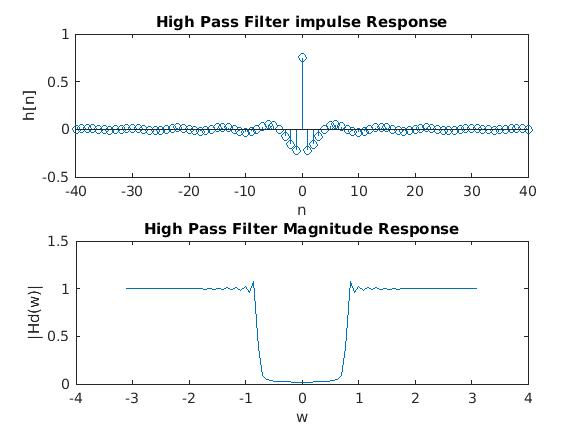 High Pass Filter impulse Response
1
0.5
0
-0.5
h[n]
-40 -30 -20 -10 0 10 20 30 40
n
High Pass Filter Magnitude Response
1.5
1
0.5
0
|Hd(w)|
-4 -3 -2 -1 0 1 2 3 4
w